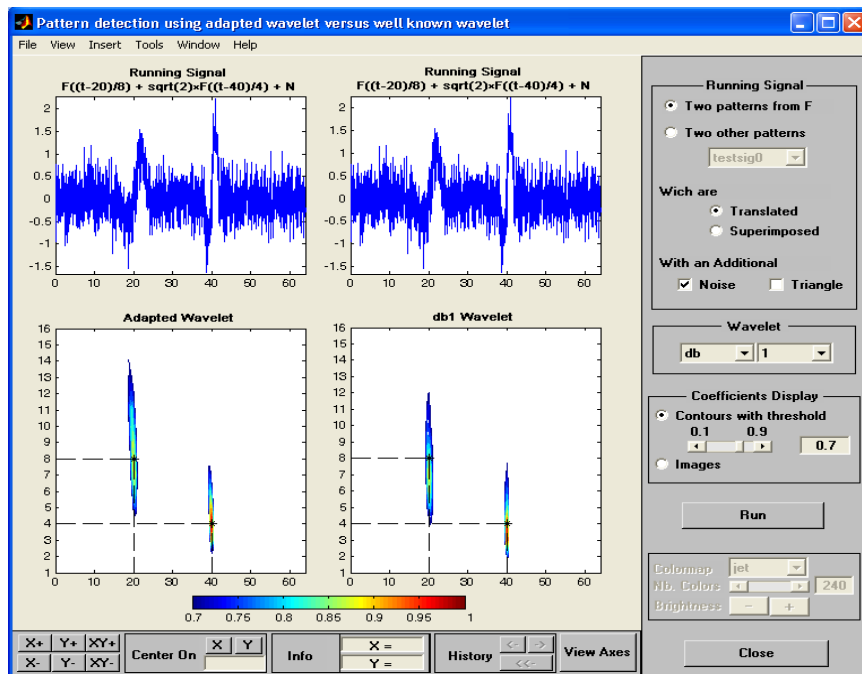 Pattern detection using adapted wavelet versus well known wavelet
File View Insert Tools Window Help
Running Signal
F((t-20)/8) + sqrt(2)×F((t-40)/4) + N
2
1.5
1
0.5
0
-0.5
-1
-1.5
0 10 20 30 40 50 60
Running Signal
F((t-20)/8) + sqrt(2)×F((t-40)/4) + N
2
1.5
1
0.5
0
-0.5
-1
-1.5
0 10 20 30 40 50 60
Adapted Wavelet
16
15
14
13
12
11
10
9
8
7
6
5
4
3
2
1
0 10 20 30 40 50 60
db1 Wavelet
16
15
14
13
12
11
10
9
8
7
6
5
4
3
2
1
0 10 20 30 40 50 60
0.7 0.75 0.8 0.85 0.9 0.95 1
Running Signal
Two patterns from F
Two other patterns
testsig0
Wich are
Translated
Superimposed
With an Additional
Noise Triangle
Wavelet
db 1
Coefficients Display
Contours with threshold
0.1 0.9
0.7
Images
Run
Colormap jet
Nb. Colors 240
Brightness - +
Close
X+ Y+ XY+
X- Y- XY-
Center On X Y
Info X =
Y =
History <- ->
<<-
View Axes